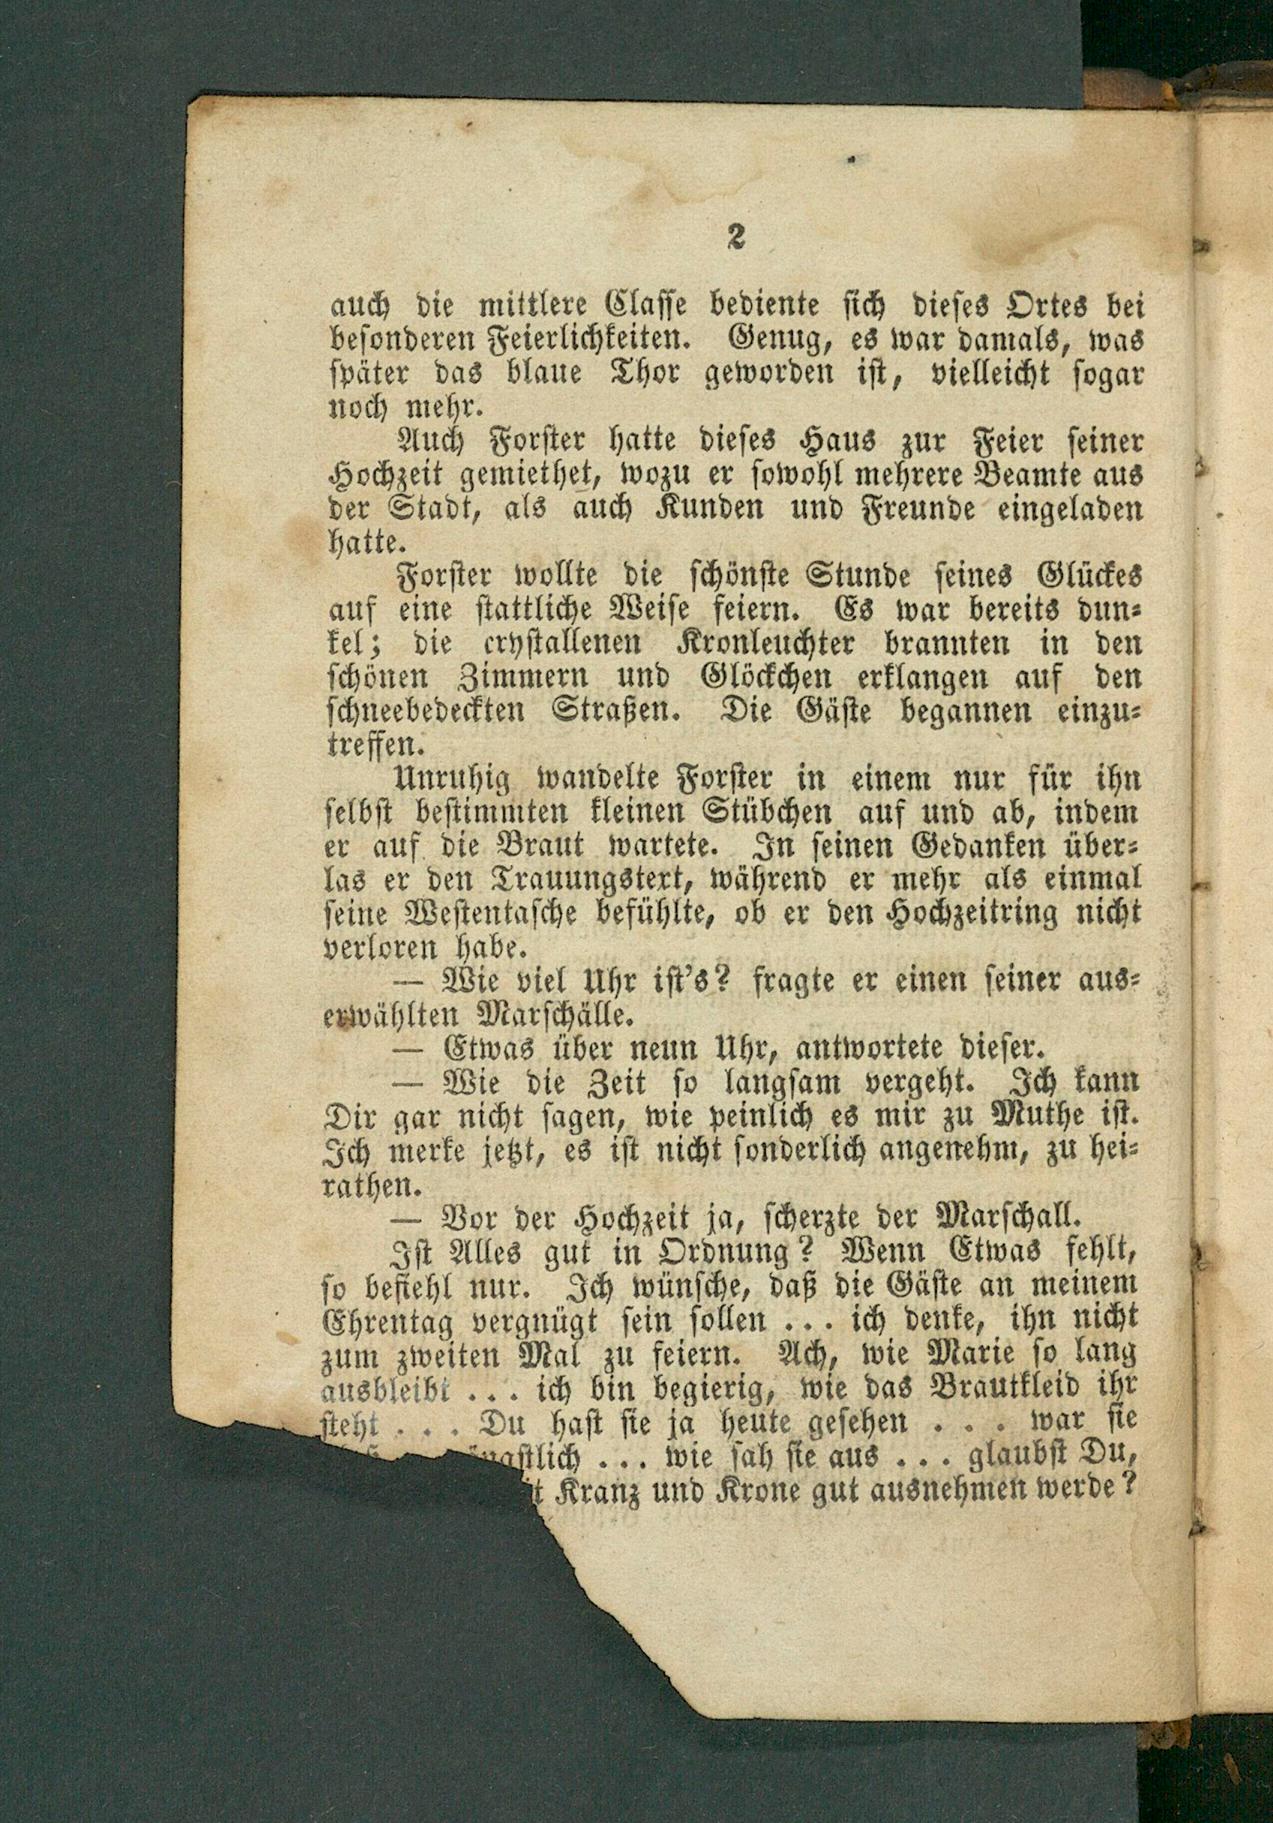 2
auch die mittlere Classe bediente sich dieses Ortes bei
besonderen Feierlichkeiten. Genug, es war damals, was
später das blaue Thor geworden ist, vielleicht sogar
noch mehr.
Auch Forster hatte dieses Haus zur Feier seiner
Hochzeit gemiethet, wozu er sowohl mehrere Beamte aus
der Stadt, als auch Kunden und Freunde eingeladen
hatte.
Forster wollte die schönste Stunde seines Glückes
auf eine stattliche Weise feiern. Es war bereits dun-
kel; die crystallenen Kronleuchter brannten in den
schönen Zimmern und Glöckchen erklangen auf den
schneebedeckten Straßen. Die Gäste begannen einzu-
treffen.
Unruhig wandelte Forster in einem nur für ihn
selbst bestimmten kleinen Stübchen auf und ab, indem
er auf die Braut wartete. In seinen Gedanken über-
las er den Trauungstext, während er mehr als einmal
seine Westentasche befühlte, ob er den Hochzeitring nicht
verloren habe.
— Wie viel Uhr ist's? fragte er einen seiner aus-
erwählten Marschälle.
— Etwas über neun Uhr, antwortete dieser.
— Wie die Zeit so langsam vergeht. Ich kann
Dir gar nicht sagen, wie peinlich es mir zu Muthe ist.
Ich merke jetzt, es ist nicht sonderlich angenehm, zu hei-
rathen.
— Vor der Hochzeit ja, scherzte der Marschall.
Ist Alles gut in Ordnung? Wenn Etwas fehlt,
so befiehl nur. Ich wünsche, daß die Gäste an meinem
Ehrentag vergnügt sein sollen ... ich denke, ihn nicht
zum zweiten Mal zu feiern. Ach, wie Marie so lang
ausbleibt ... ich bin begierig, wie das Brautkleid ihr
steht ... Du hast sie ja heute gesehen ... war sie
ängstlich ... wie sah sie aus ... glaubst Du,
Kranz und Krone gut ausnehmen werde?